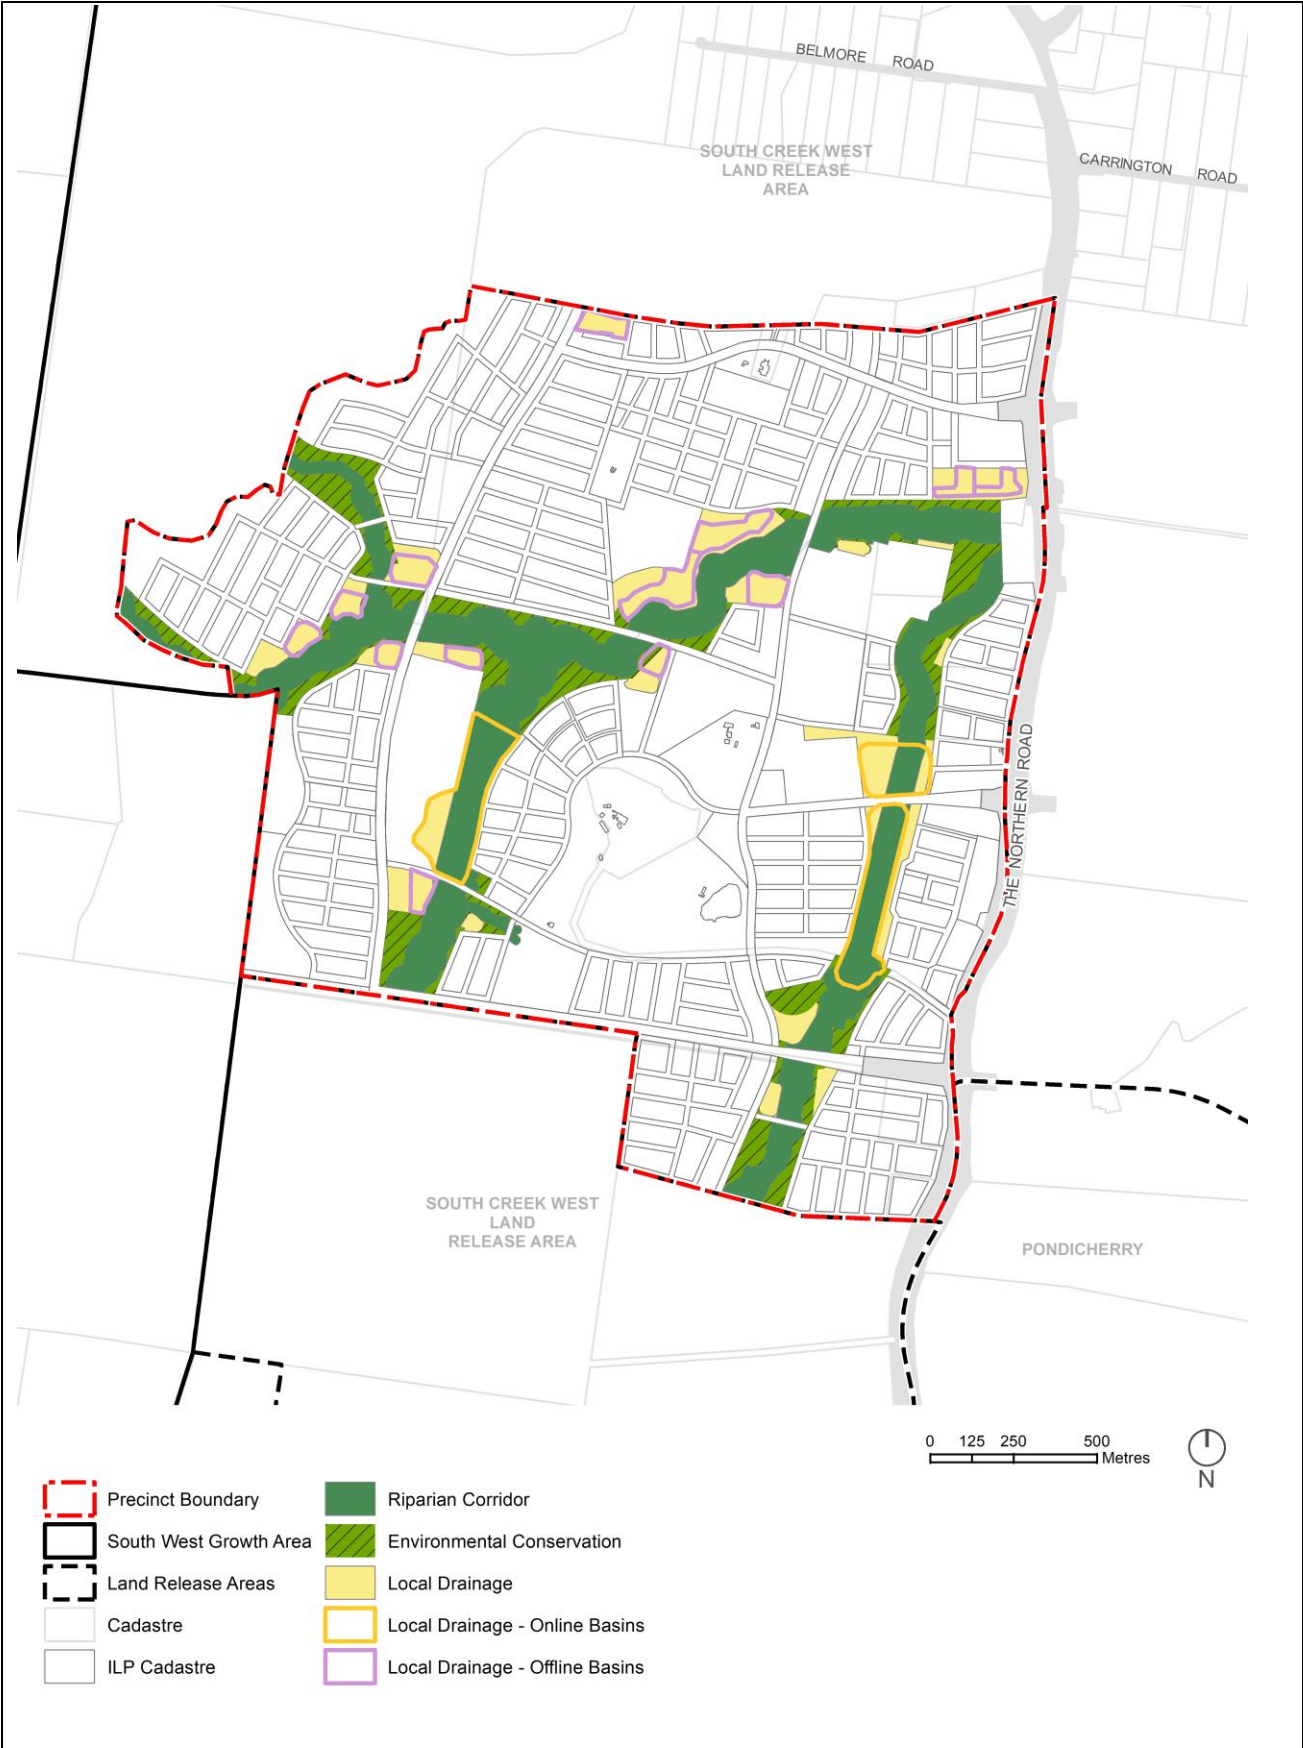 BELMORE ROAD
CARRINGTON ROAD
SOUTH CREEK WEST
LAND RELEASE
AREA
THE NORTHERN ROAD
SOUTH CREEK WEST
LAND
RELEASE AREA
PONDICHERRY
0 125 250 500
Metres
N
Precinct Boundary
South West Growth Area
Land Release Areas
Cadastre
ILP Cadastre
Riparian Corridor
Environmental Conservation
Local Drainage
Local Drainage - Online Basins
Local Drainage - Offline Basins